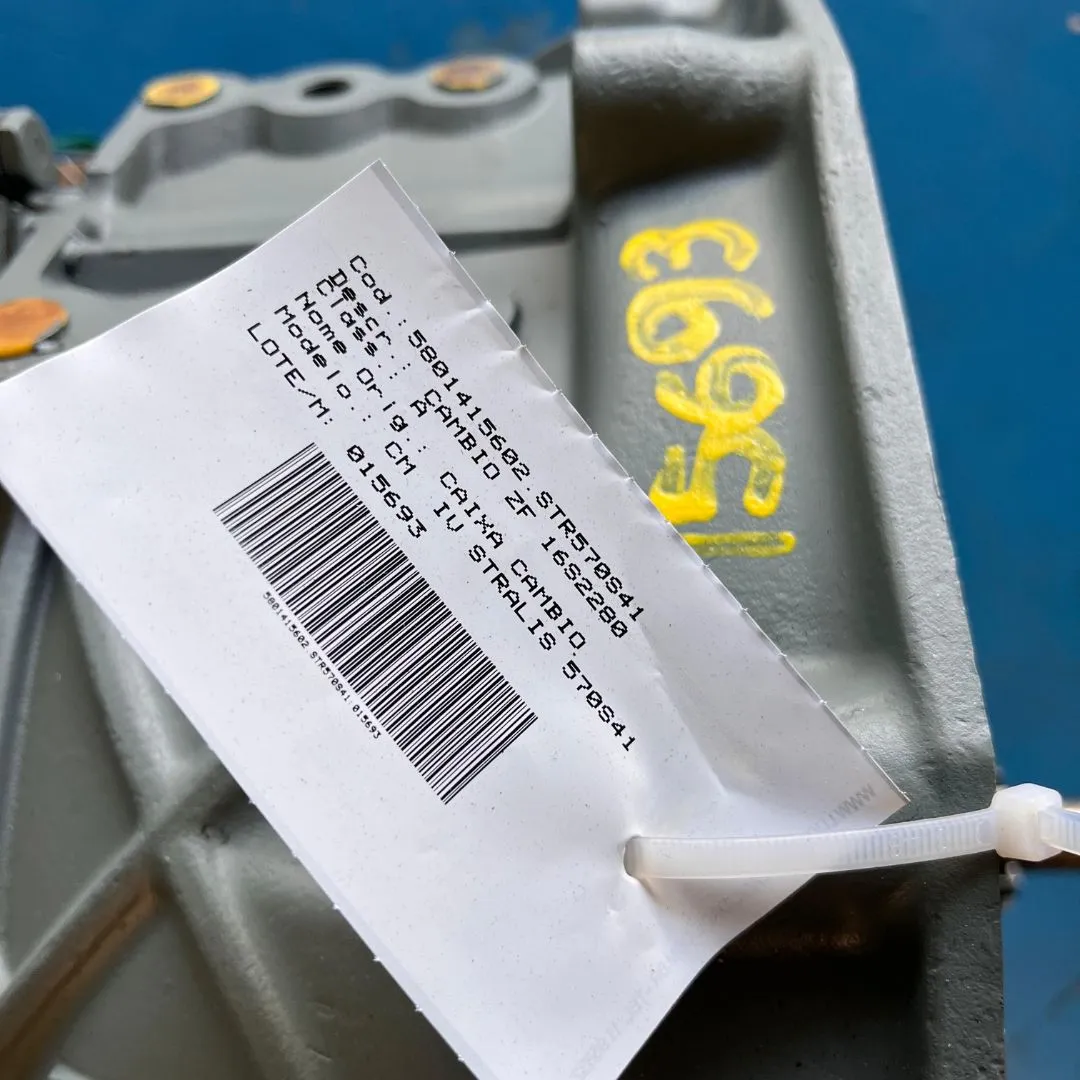 Cod.: 5801415602.STR570S41
Descr.: CAMBIO ZF 16S2280
Class.: A
Nome Orig.: CAIXA CAMBIO
Modelo.: CM IV STRALIS 570S41
LOTE/M: 015693
5801415602.STR570S41 015693
15693